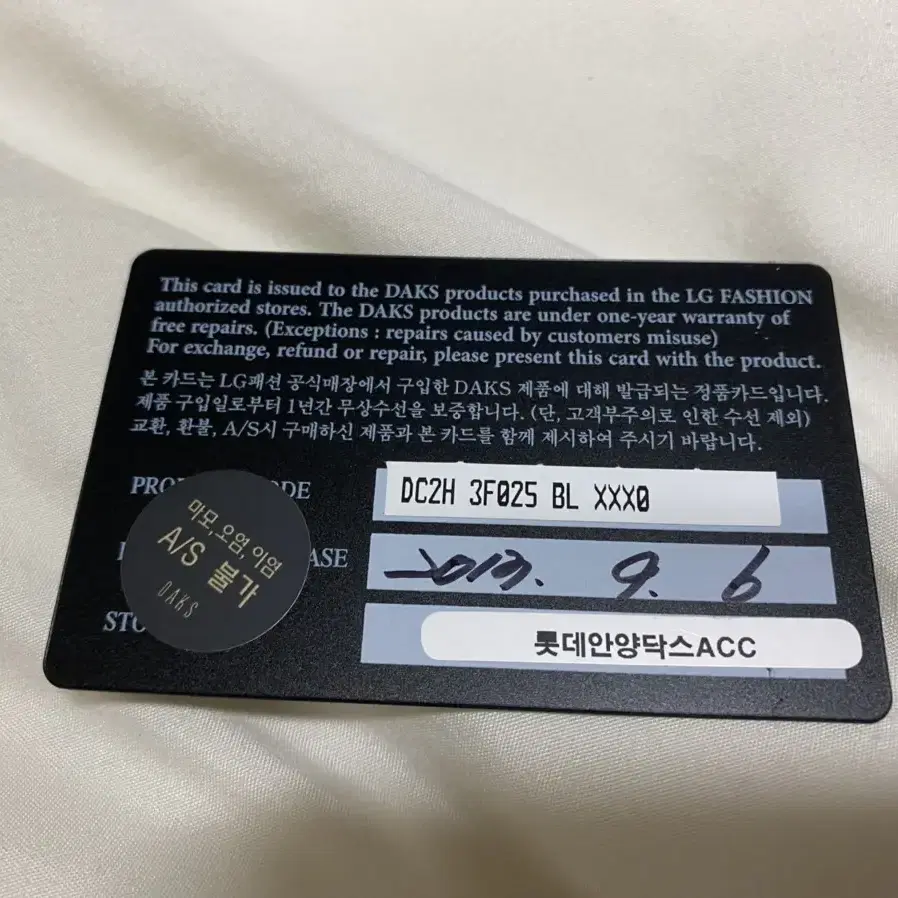 This card is issued to the DAKS products purchased in the LG FASHION
authorized stores. The DAKS products are under one-year warranty of
free repairs. (Exceptions : repairs caused by customers misuse)
For exchange, refund or repair, please present this card with the product.
본 카드는 LG패션 공식매장에서 구입한 DAKS 제품에 대해 발급되는 정품카드입니다.
제품 구입일로부터 1년간 무상수선을 보증합니다. (단, 고객부주의로 인한 수선 제외)
교환, 환불, A/S시 구매하신 제품과 본 카드를 함께 제시하여 주시기 바랍니다.
DC2H 3F025 BL XXX0
2013. 9. 6
롯데안양닥스ACC
마모, 오염, 이염
A/S 불가
DAKS